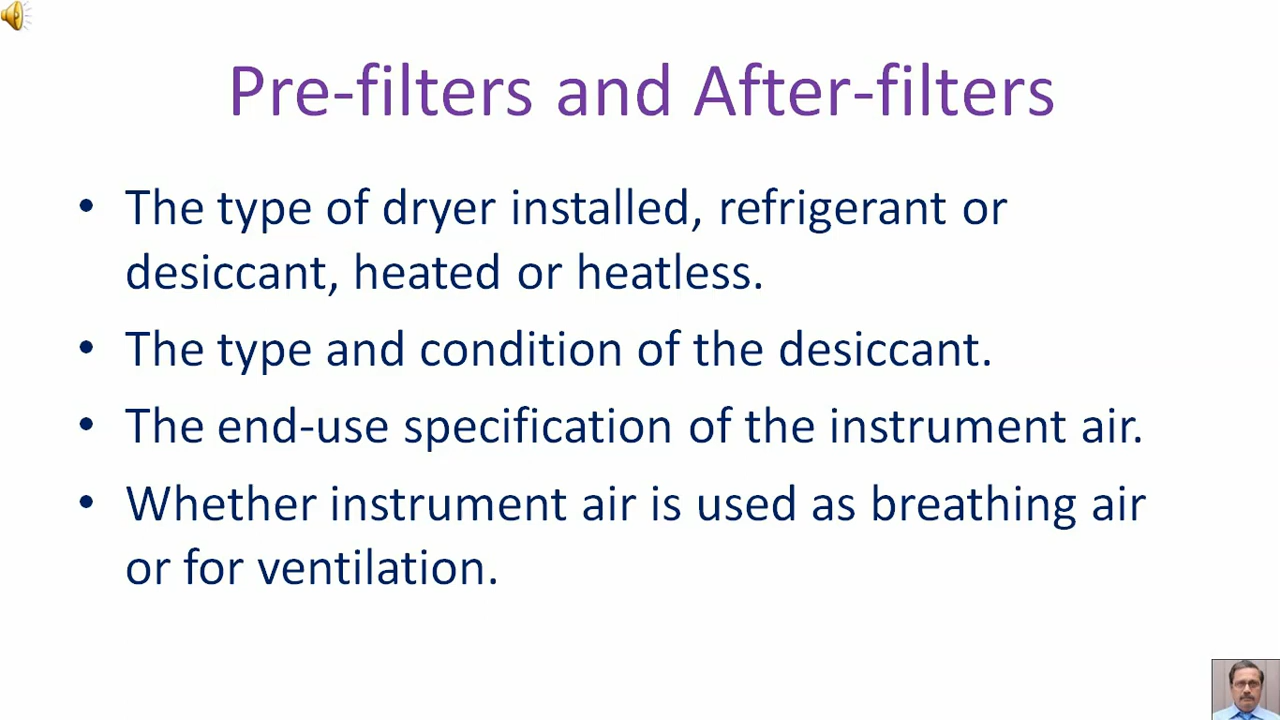 Pre-filters and After-filters
• The type of dryer installed, refrigerant or
desiccant, heated or heatless.
• The type and condition of the desiccant.
• The end-use specification of the instrument air.
• Whether instrument air is used as breathing air
or for ventilation.